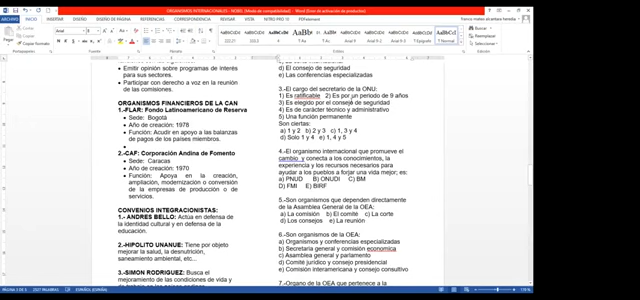 ORGANISMOS INTERNACIONALES - NOBEL [Modo de compatibilidad] - Word (Error de activación de productos)
ARCHIVO INICIO INSERTAR DISEÑO DISEÑO DE PÁGINA REFERENCIAS CORRESPONDENCIA REVISAR VISTA NITRO PRO 10 PDFelement
Arial
Copiar formato
Buscar
Reemplazar
Seleccionar
• Emitir opinión sobre programas de interés
para sus sectores.
• Participar con derecho a voz en la reunión
de las comisiones.
ORGANISMOS FINANCIEROS DE LA CAN
1.-FLAR: Fondo Latinoamericano de Reserva
• Sede: Bogotá
• Año de creación: 1978
• Función: Acudir en apoyo a las balanzas
de pagos de los países miembros.
•
2.-CAF: Corporación Andina de Fomento
• Sede: Caracas
• Año de creación: 1970
• Función: Apoya en la creación,
ampliación, modernización o conversión
de la empresas de producción o de
servicios.
CONVENIOS INTEGRACIONISTAS:
1.- ANDRES BELLO: Actúa en defensa de
la identidad cultural y en defensa de la
educación.
2.-HIPOLITO UNANUE: Tiene por objeto
mejorar la salud, la desnutrición,
saneamiento ambiental, etc..
3.-SIMON RODRIGUEZ: Busca el
mejoramiento de las condiciones de vida y
d) El consejo de seguridad
e) Las conferencias especializadas
3.-El cargo del secretario de la ONU:
1) Es ratificable 2) Es por un periodo de 9 años
3) Es elegido por el consejo de seguridad
4) Es de carácter técnico y administrativo
5) Una función permanente
Son ciertas:
a) 1 y 2 b) 2 y 3 c) 1, 3 y 4
d) Solo 1 y 4 e) 1, 4 y 5
4.-El organismo internacional que promueve el
cambio y conecta a los conocimientos, la
experiencia y los recursos necesarios para
ayudar a los pueblos a forjar una vida mejor; es:
a) PNUD B) ONUDI C) BM
D) FMI E) BIRF
5.-Son organismos que dependen directamente
de la Asamblea General de la OEA:
a) La comisión b) El comité c) La corte
d) Los consejos e) La reunión
6.-Son organismos de la OEA:
a) Organismos y conferencias especializadas
b) Secretaria general y comisión economica
c) Asamblea general y parlamento
d) Comité jurídico y consejo presidencial
e) Comisión interamericana y consejo consultivo
7.-Organo de la OEA que pertenece a la
ESPAÑOL (ESPAÑA)